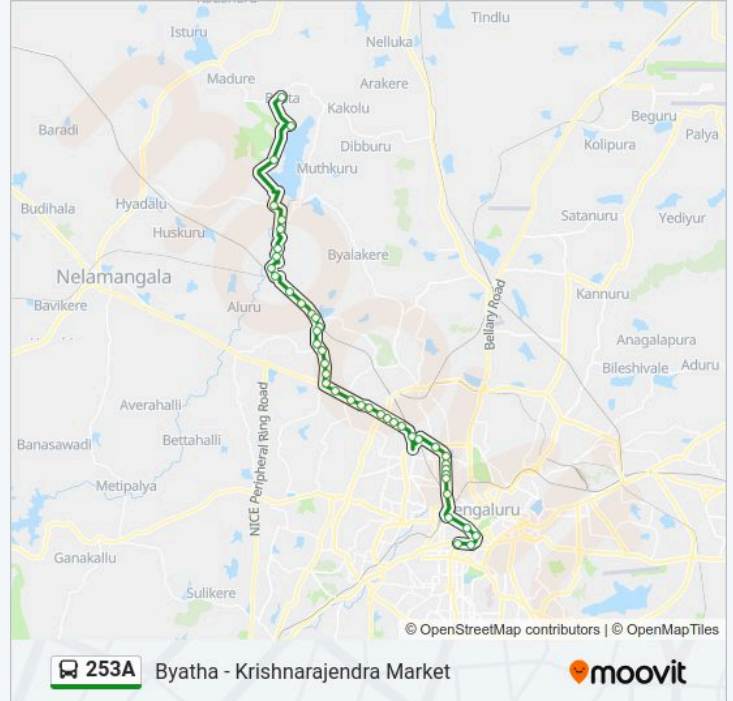 Tindlu
Isturu
Nelluka
Madure
Arakere
Kakolu
Beguru
Baradi
Dibburu
Kolipura
Palya
Muthkuru
Budihala
Hyadalu
Satanuru
Yediyur
Huskuru
Byalakere
Nelamangala
Kannuru
Bavikere
Aluru
Bellary Road
Anagalapura
Bileshivale
Aduru
Averahalli
NICE Peripheral Ring Road
Bettahalli
Banasawadi
Metipalya
engaluru
Ganakallu
Sulikere
© OpenStreetMap contributors | © OpenMapTiles
253A Byatha - Krishnarajendra Market
moovit